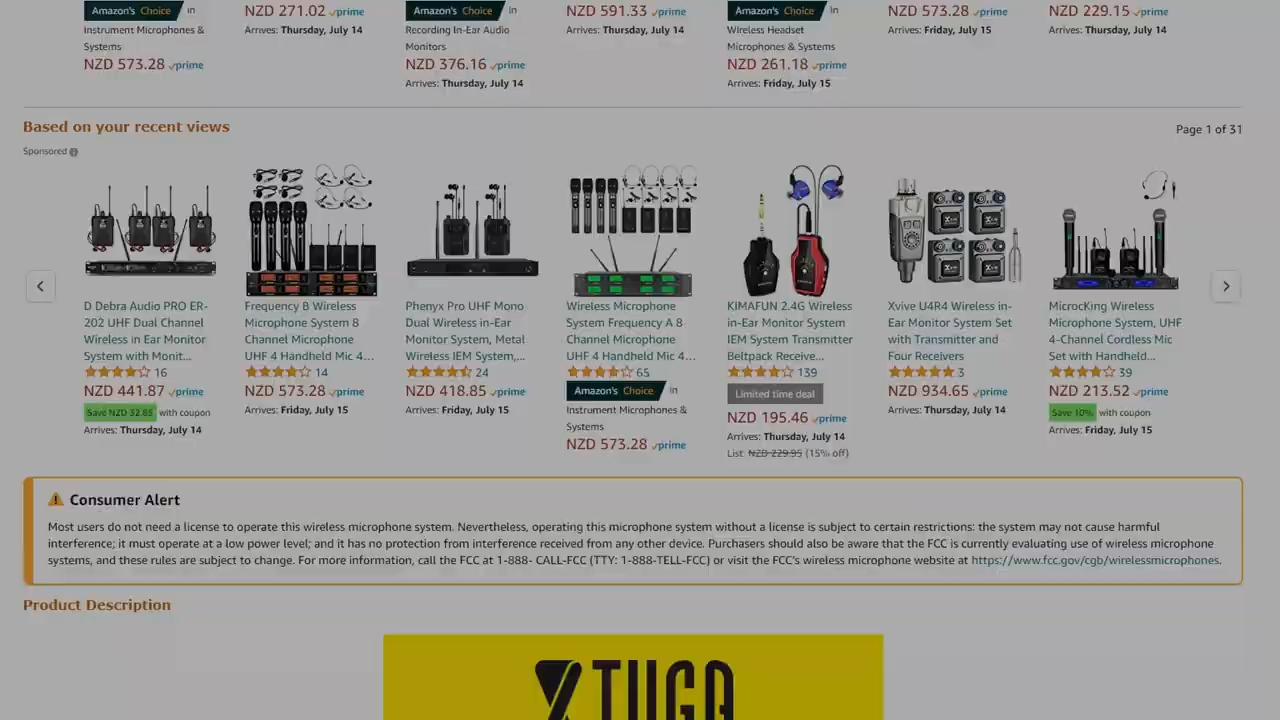 Amazon's Choice in
Instrument Microphones &
Systems
NZD 573.28 prime
NZD 271.02 prime
Arrives: Thursday, July 14
Amazon's Choice in
Recording In-Ear Audio
Monitors
NZD 376.16 prime
Arrives: Thursday, July 14
NZD 591.33 prime
Arrives: Thursday, July 14
Amazon's Choice in
Wireless Headset
Microphones & Systems
NZD 261.18 prime
Arrives: Friday, July 15
NZD 573.28 prime
Arrives: Friday, July 15
NZD 229.15 prime
Arrives: Thursday, July 14
Based on your recent views
Page 1 of 31
Sponsored
D Debra Audio PRO ER-
202 UHF Dual Channel
Wireless in Ear Monitor
System with Monit...
16
NZD 441.87 prime
Save NZD 32.85 with coupon
Arrives: Thursday, July 14
Frequency B Wireless
Microphone System 8
Channel Microphone
UHF 4 Handheld Mic 4...
14
NZD 573.28 prime
Arrives: Friday, July 15
Phenyx Pro UHF Mono
Dual Wireless in-Ear
Monitor System, Metal
Wireless IEM System,...
24
NZD 418.85 prime
Arrives: Friday, July 15
Wireless Microphone
System Frequency A 8
Channel Microphone
UHF 4 Handheld Mic 4...
65
Amazon's Choice in
Instrument Microphones &
Systems
NZD 573.28 prime
KIMAFUN 2.4G Wireless
in-Ear Monitor System
IEM System Transmitter
Beltpack Receive...
139
Limited time deal
NZD 195.46 prime
Arrives: Thursday, July 14
List: NZD 229.95 (15% off)
Xvive U4R4 Wireless in-
Ear Monitor System Set
with Transmitter and
Four Receivers
3
NZD 934.65 prime
Arrives: Thursday, July 14
MicrocKing Wireless
Microphone System, UHF
4-Channel Cordless Mic
Set with Handheld...
39
NZD 213.52 prime
Save 10% with coupon
Arrives: Friday, July 15
Consumer Alert
Most users do not need a license to operate this wireless microphone system. Nevertheless, operating this microphone system without a license is subject to certain restrictions: the system may not cause harmful
interference; it must operate at a low power level; and it has no protection from interference received from any other device. Purchasers should also be aware that the FCC is currently evaluating use of wireless microphone
systems, and these rules are subject to change. For more information, call the FCC at 1-888- CALL-FCC (TTY: 1-888-TELL-FCC) or visit the FCC's wireless microphone website at https://www.fcc.gov/cgb/wirelessmicrophones.
Product Description
XTUGA